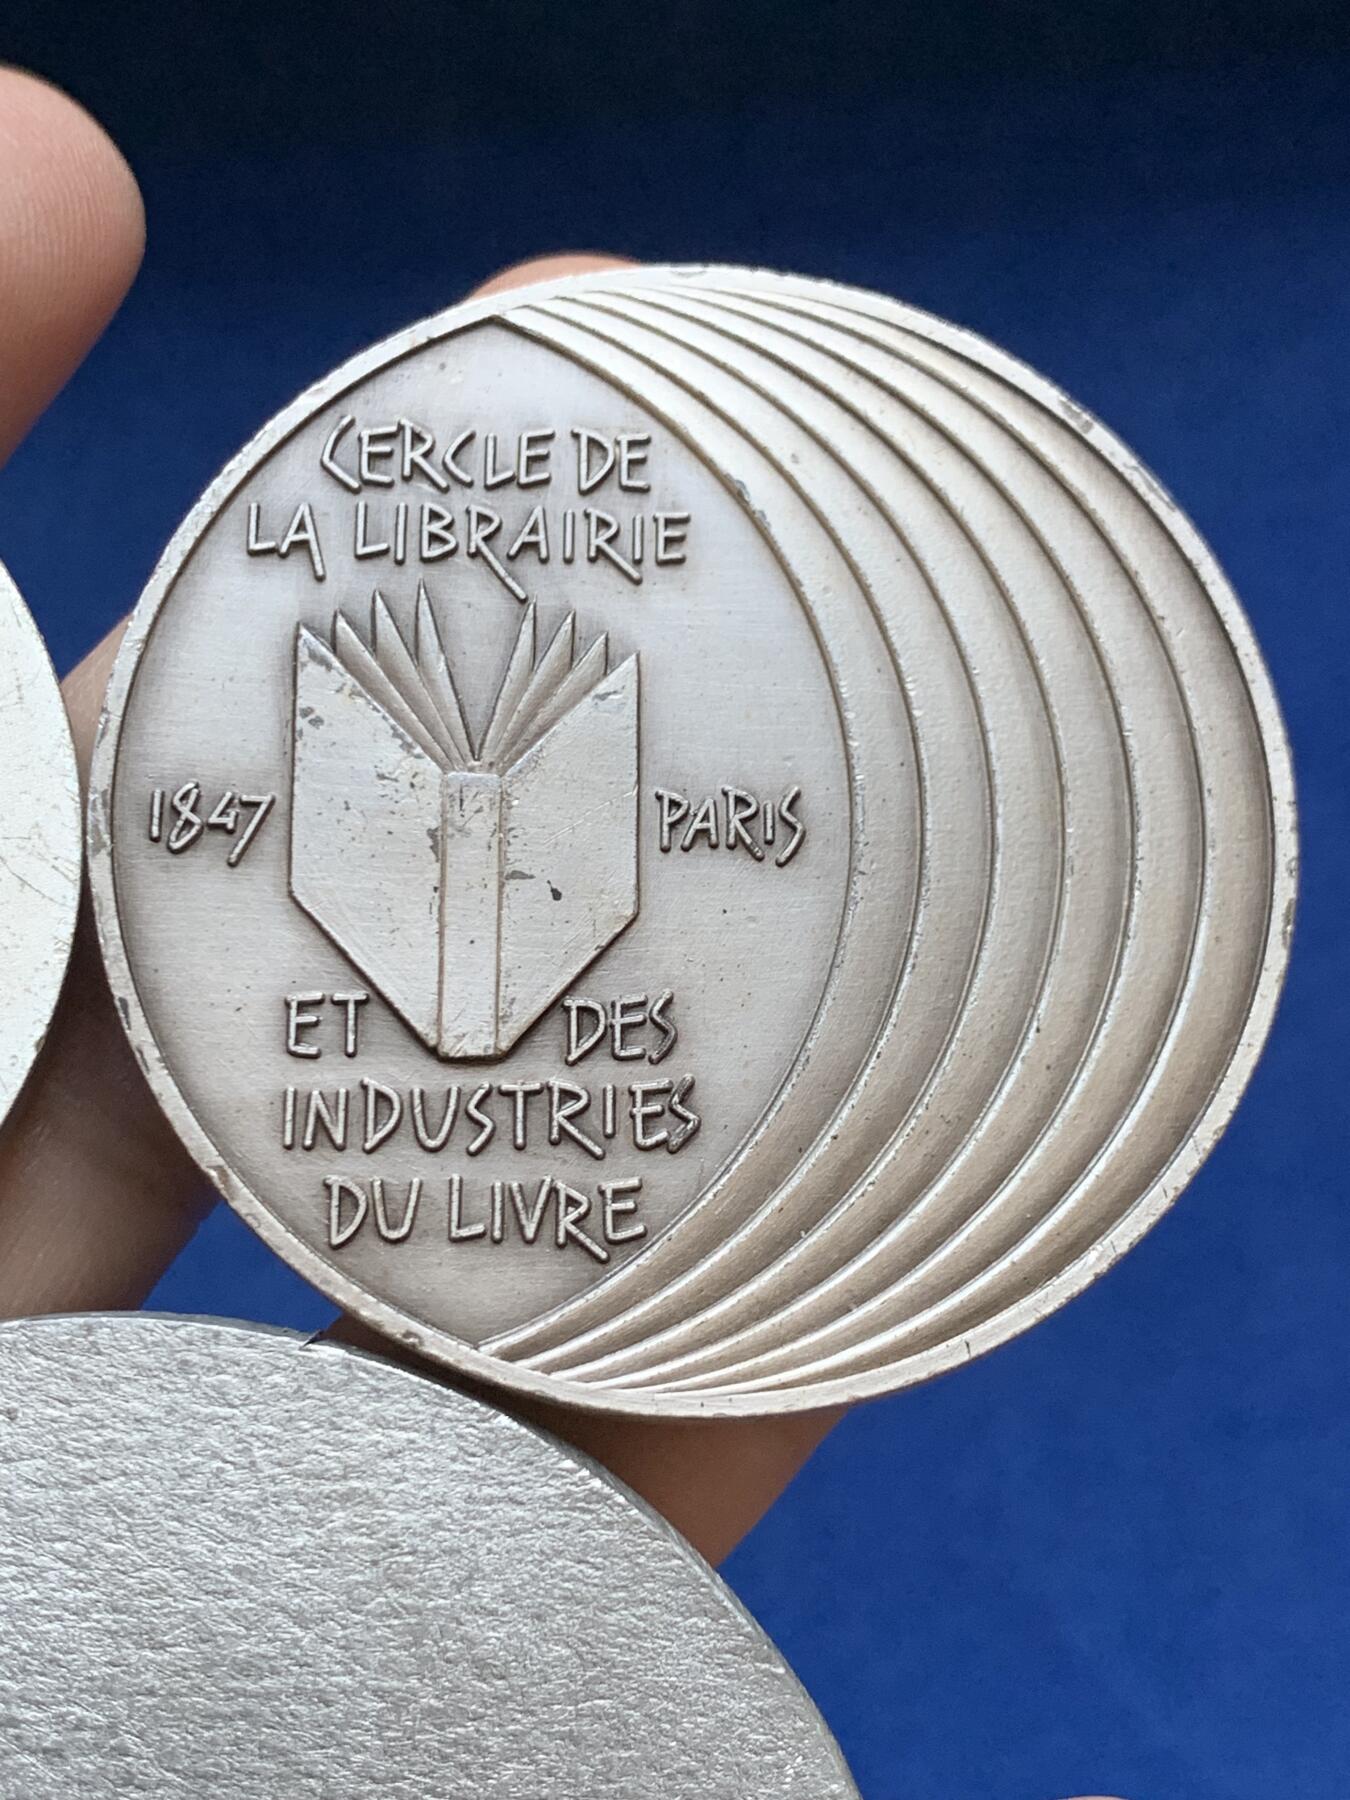 CERCLE DE
LA LIBRAIRIE
1847 PARIS
ET DES
INDUSTRIES
DU LIVRE